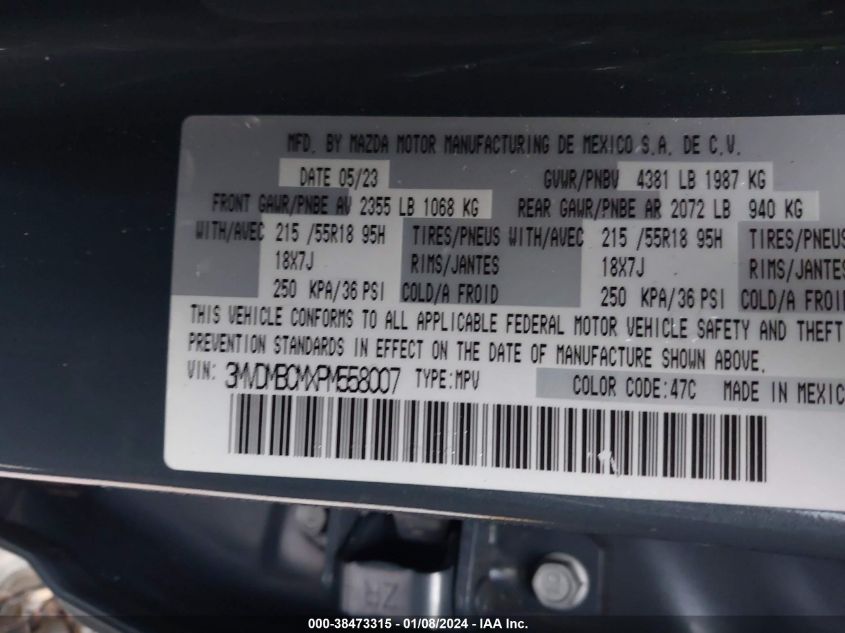 MFD. BY MAZDA MOTOR MANUFACTURING DE MEXICO S.A. DE C.V.
DATE 05/23 GVWR/PNBV 4381 LB 1987 KG
FRONT GAWR/PNBE AV 2355 LB 1068 KG REAR GAWR/PNBE AR 2072 LB 940 KG
WITH/AVEC 215 /55R18 95H TIRES/PNEUS WITH/AVEC 215 /55R18 95H TIRES/PNEUS
18X7J RIMS/JANTES 18X7J RIMS/JANTES
250 KPA/36 PSI COLD/A FROID 250 KPA/36 PSI COLD/A FROI
THIS VEHICLE CONFORMS TO ALL APPLICABLE FEDERAL MOTOR VEHICLE SAFETY AND THEFT
PREVENTION STANDARDS IN EFFECT ON THE DATE OF MANUFACTURE SHOWN ABOVE.
VIN: 3MVDMBCMXPM558007 TYPE:MPV COLOR CODE:47C MADE IN MEXIC
ZR
000-38473315 - 01/08/2024 - IAA Inc.